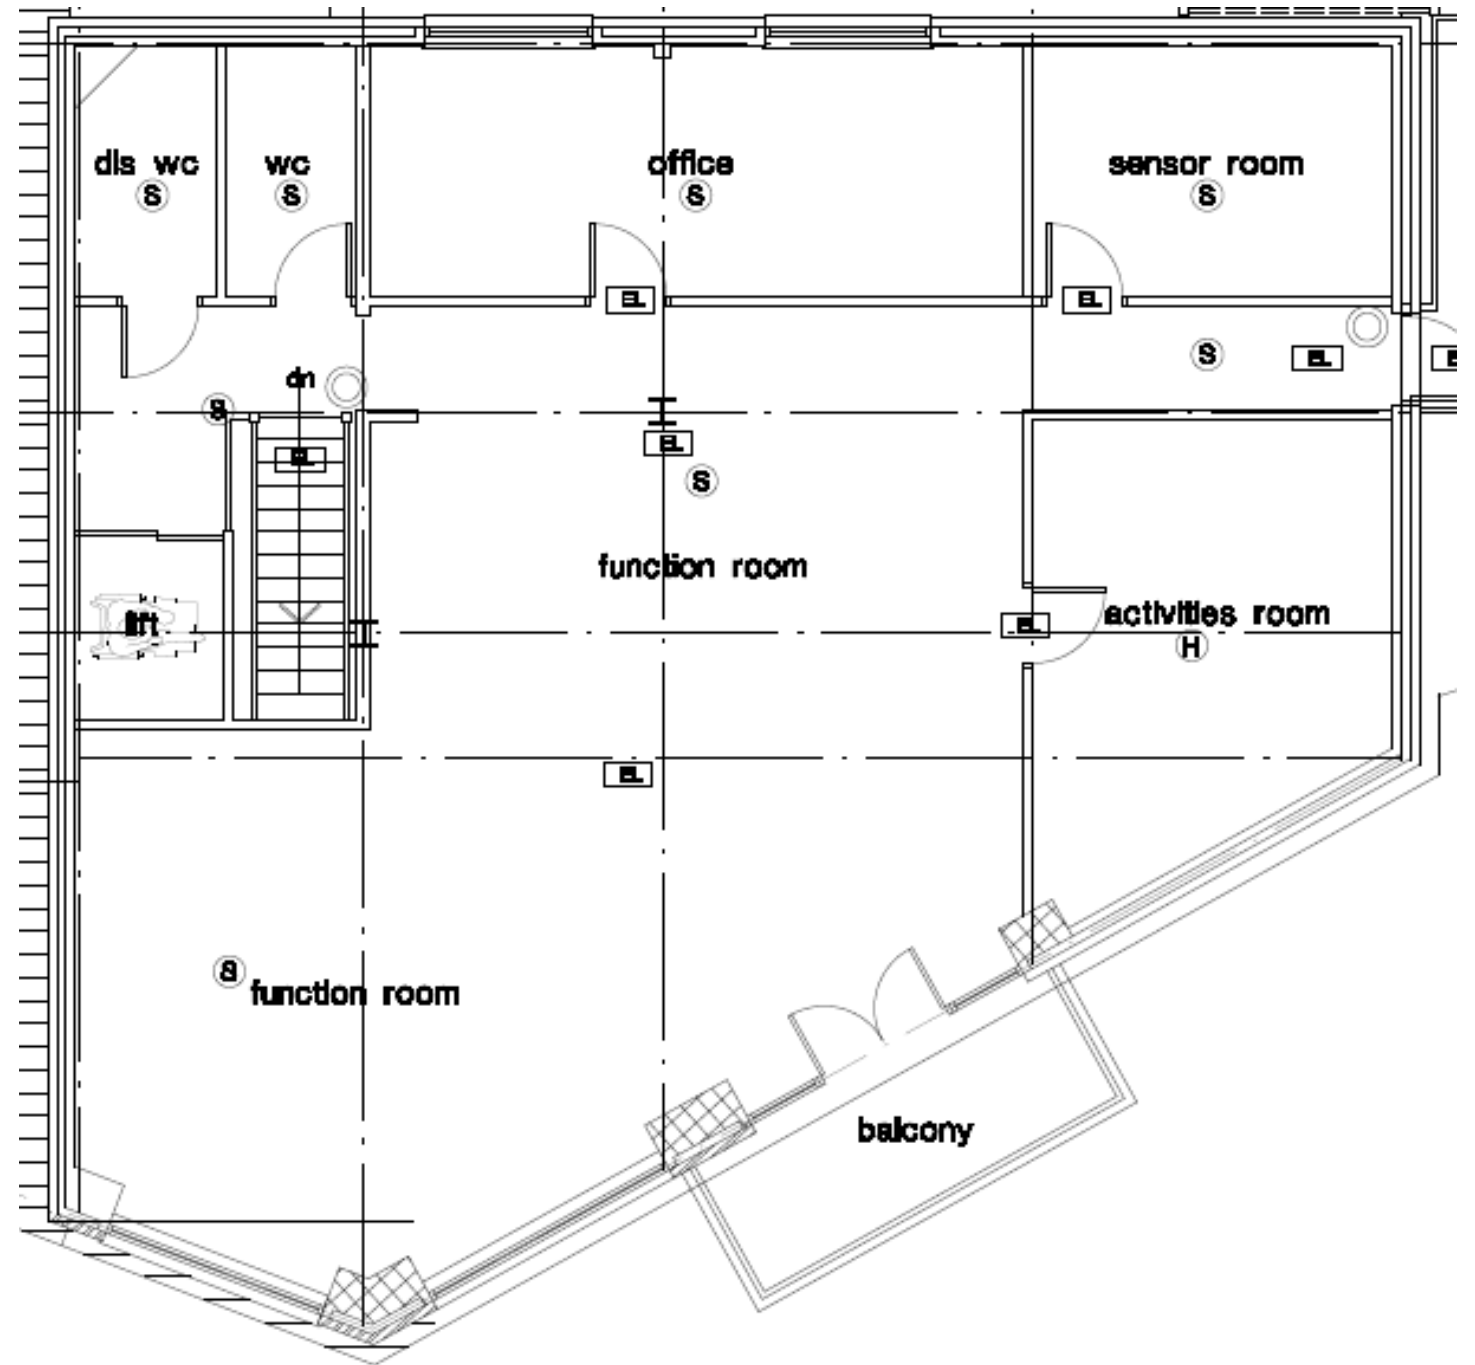 dis wc
wc
office
sensor room
S
S
S
S
EL
EL
S
EL
dn
S
EL
EL
S
function room
lift
EL
activities room
H
EL
S
function room
balcony